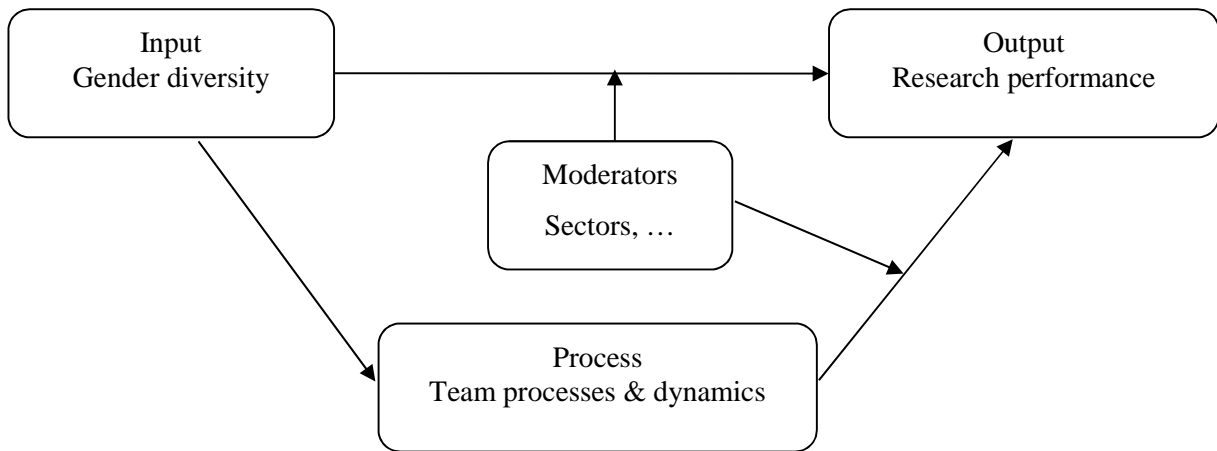 Input
Gender diversity
Output
Research performance
Moderators
Sectors, …
Process
Team processes & dynamics